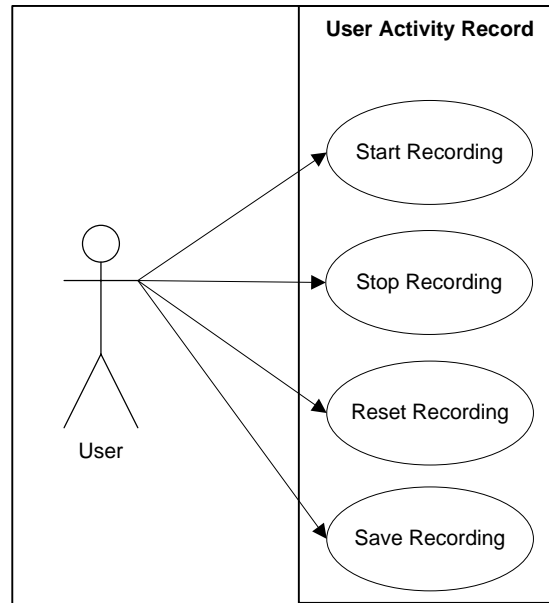 User Activity Record
Start Recording
Stop Recording
Reset Recording
User
Save Recording